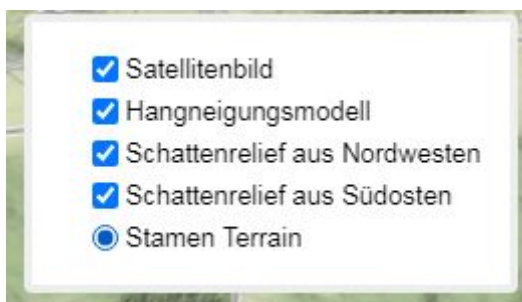 Satellitenbild
Hangneigungsmodell
Schattenrelief aus Nordwesten
Schattenrelief aus Südosten
Stamen Terrain